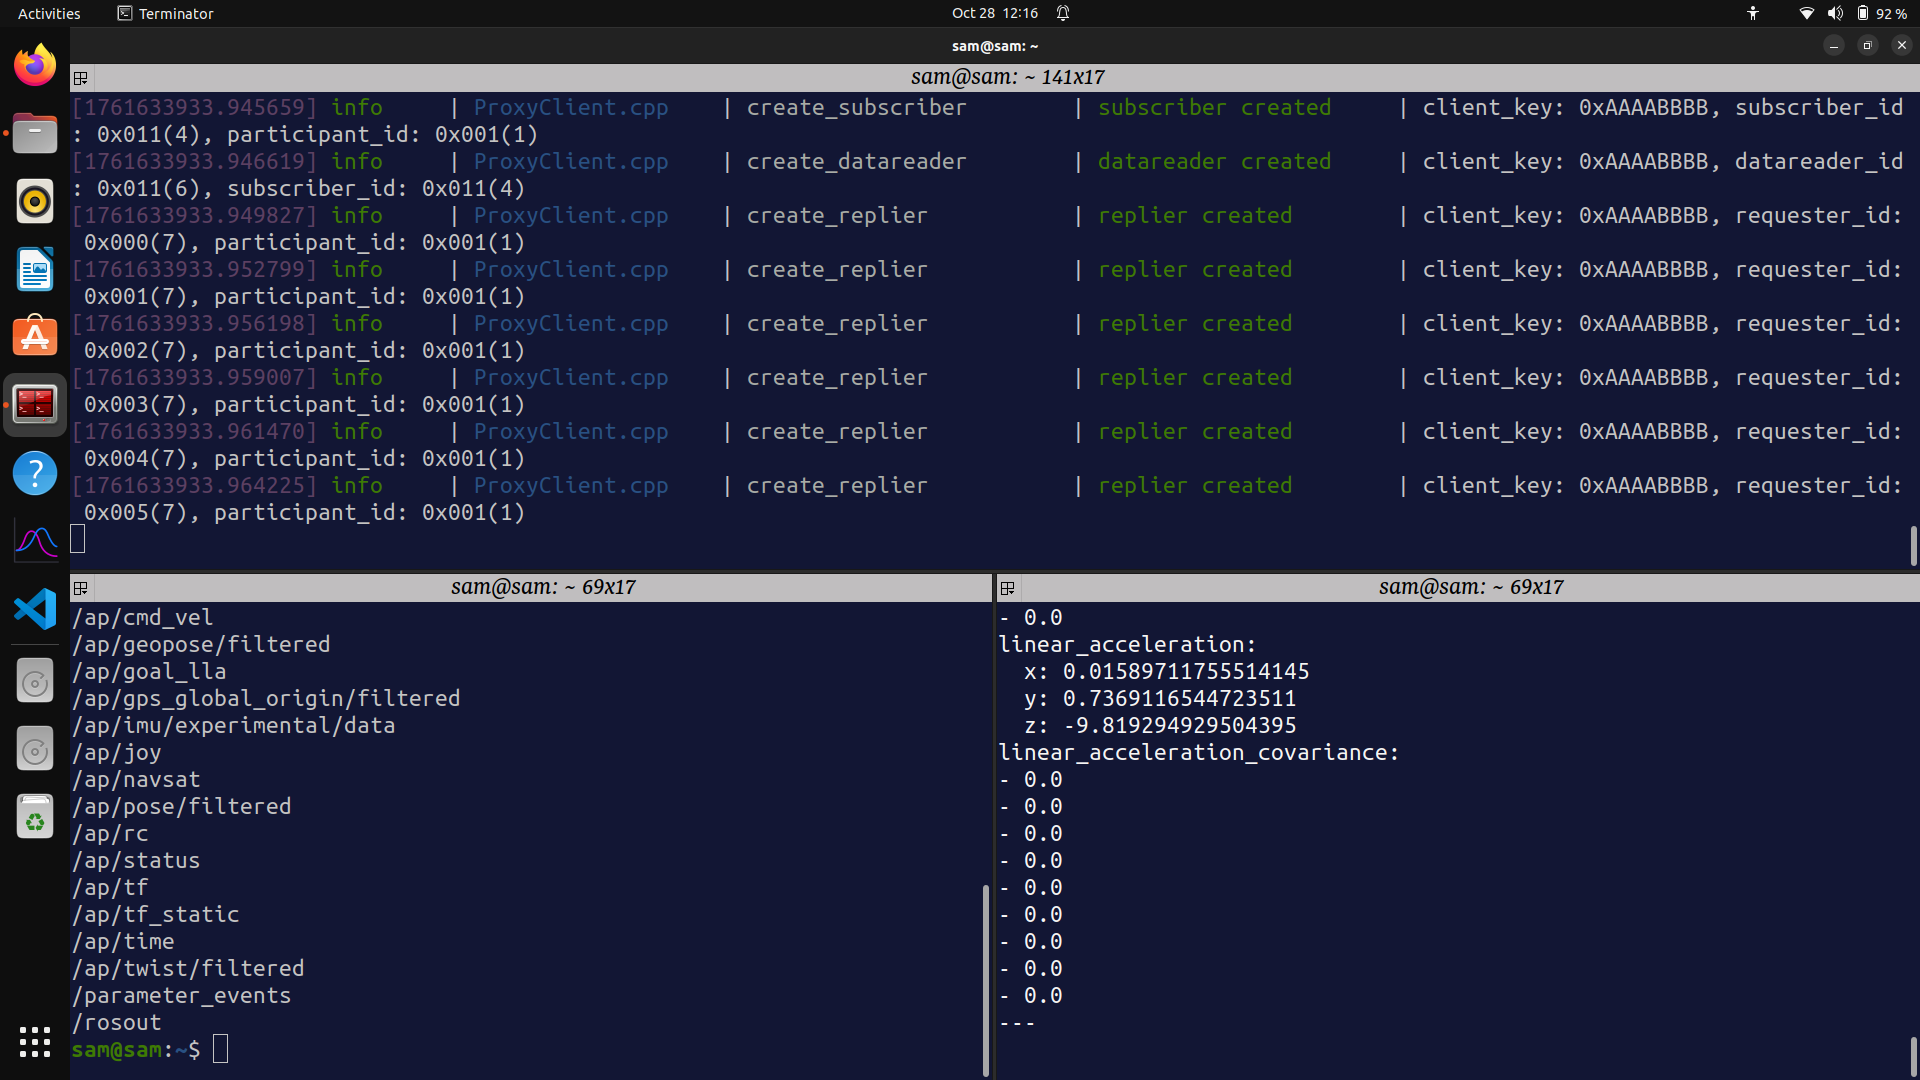 Activities Terminator Oct 28 12:16 92 %
sam@sam: ~
sam@sam: ~ 141x17
[1761633933.945659] info | ProxyClient.cpp | create_subscriber | subscriber created | client_key: 0xAAAABBBB, subscriber_id
: 0x011(4), participant_id: 0x001(1)
[1761633933.946619] info | ProxyClient.cpp | create_datareader | datareader created | client_key: 0xAAAABBBB, datareader_id
: 0x011(6), subscriber_id: 0x011(4)
[1761633933.949827] info | ProxyClient.cpp | create_replier | replier created | client_key: 0xAAAABBBB, requester_id:
0x000(7), participant_id: 0x001(1)
[1761633933.952799] info | ProxyClient.cpp | create_replier | replier created | client_key: 0xAAAABBBB, requester_id:
0x001(7), participant_id: 0x001(1)
[1761633933.956198] info | ProxyClient.cpp | create_replier | replier created | client_key: 0xAAAABBBB, requester_id:
0x002(7), participant_id: 0x001(1)
[1761633933.959007] info | ProxyClient.cpp | create_replier | replier created | client_key: 0xAAAABBBB, requester_id:
0x003(7), participant_id: 0x001(1)
[1761633933.961470] info | ProxyClient.cpp | create_replier | replier created | client_key: 0xAAAABBBB, requester_id:
0x004(7), participant_id: 0x001(1)
[1761633933.964225] info | ProxyClient.cpp | create_replier | replier created | client_key: 0xAAAABBBB, requester_id:
0x005(7), participant_id: 0x001(1)
sam@sam: ~ 69x17
/ap/cmd_vel
/ap/geopose/filtered
/ap/goal_lla
/ap/gps_global_origin/filtered
/ap/imu/experimental/data
/ap/joy
/ap/navsat
/ap/pose/filtered
/ap/rc
/ap/status
/ap/tf
/ap/tf_static
/ap/time
/ap/twist/filtered
/parameter_events
/rosout
sam@sam:~$
sam@sam: ~ 69x17
- 0.0
linear_acceleration:
x: 0.01589711755514145
y: 0.7369116544723511
z: -9.819294929504395
linear_acceleration_covariance:
- 0.0
- 0.0
- 0.0
- 0.0
- 0.0
- 0.0
- 0.0
- 0.0
- 0.0
---